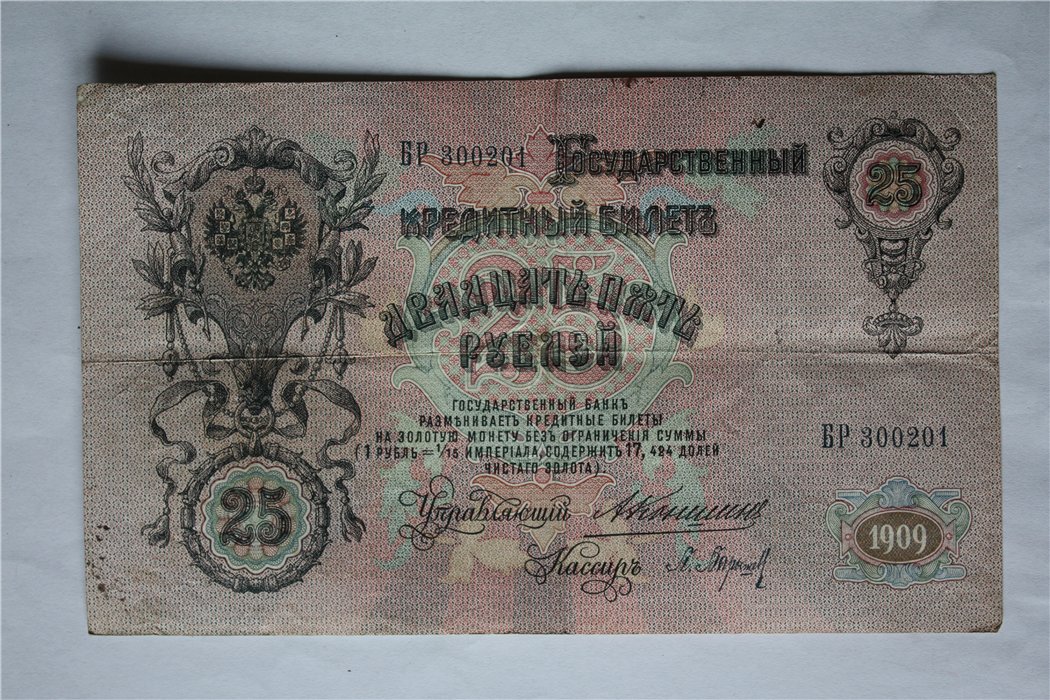 БР 300201 Государственный
25
Кредитный Билетъ
Двадцать пять
рублей
Государственный банкъ
размѣниваетъ кредитные билеты
на золотую монету безъ ограниченія суммы
(1 рубль = 1/15 имперіала, содержитъ 17,424 долей
чистаго золота).
БР 300201
25
Управляющій
1909
Кассиръ